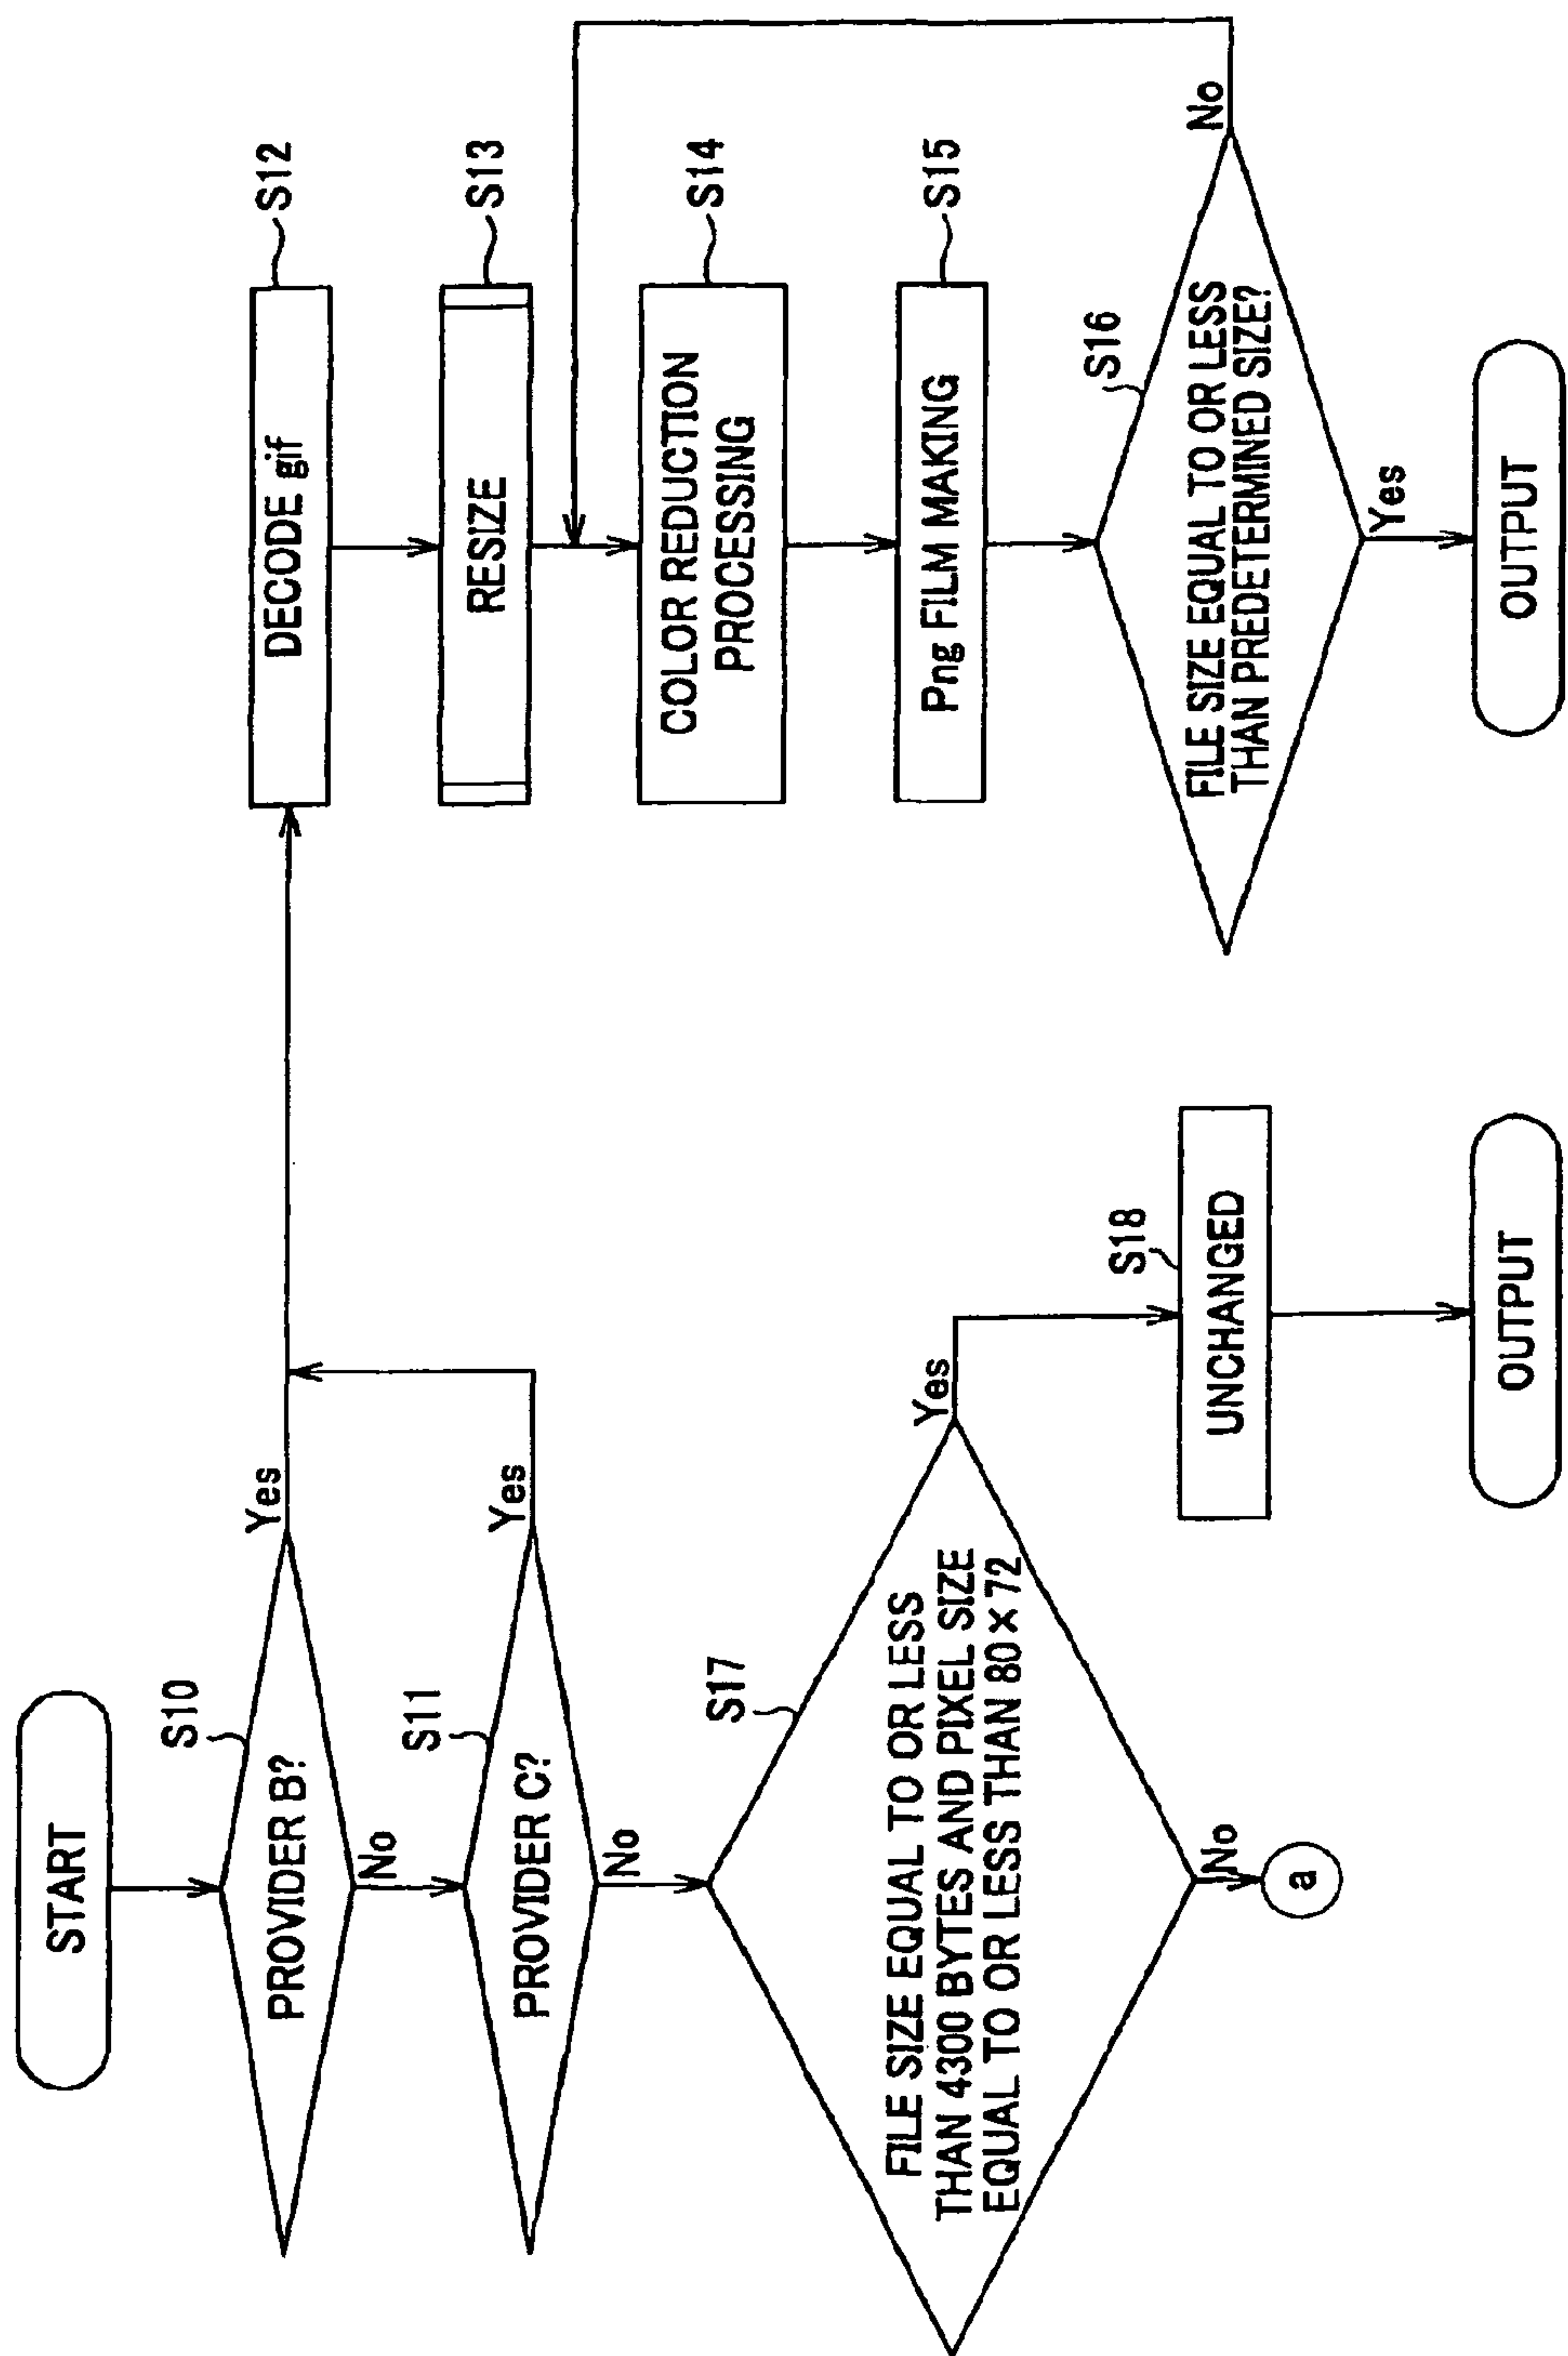 START
S10
PROVIDER B?
Yes
No
S11
PROVIDER C?
Yes
No
S17
FILE SIZE EQUAL TO OR LESS
THAN 4300 BYTES AND PIXEL SIZE
EQUAL TO OR LESS THAN 80×72
Yes
No
a
S18
UNCHANGED
OUTPUT
S12
DECODE gif
S13
RESIZE
S14
COLOR REDUCTION
PROCESSING
S15
Png FILM MAKING
S16
FILE SIZE EQUAL TO OR LESS
THAN PREDETERMINED SIZE?
No
Yes
OUTPUT